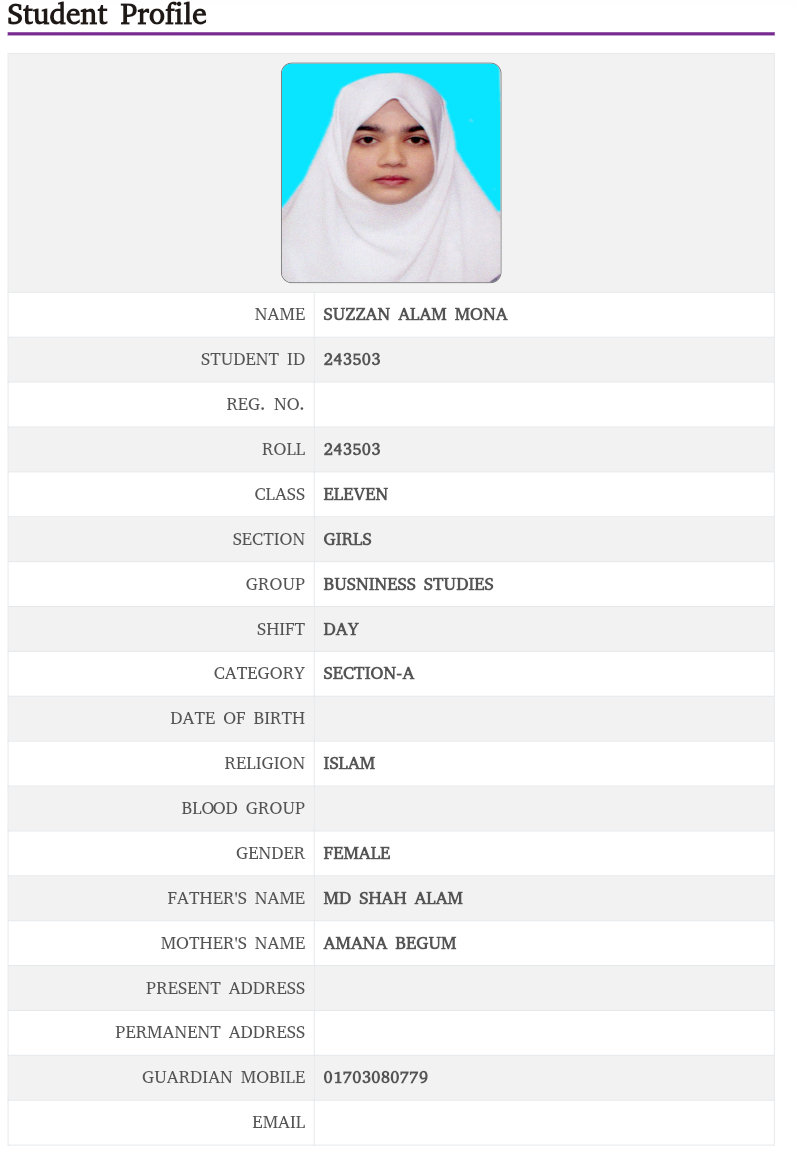 Student Profile
NAME SUZZAN ALAM MONA
STUDENT ID 243503
REG. NO.
ROLL 243503
CLASS ELEVEN
SECTION GIRLS
GROUP BUSNINESS STUDIES
SHIFT DAY
CATEGORY SECTION-A
DATE OF BIRTH
RELIGION ISLAM
BLOOD GROUP
GENDER FEMALE
FATHER'S NAME MD SHAH ALAM
MOTHER'S NAME AMANA BEGUM
PRESENT ADDRESS
PERMANENT ADDRESS
GUARDIAN MOBILE 01703080779
EMAIL